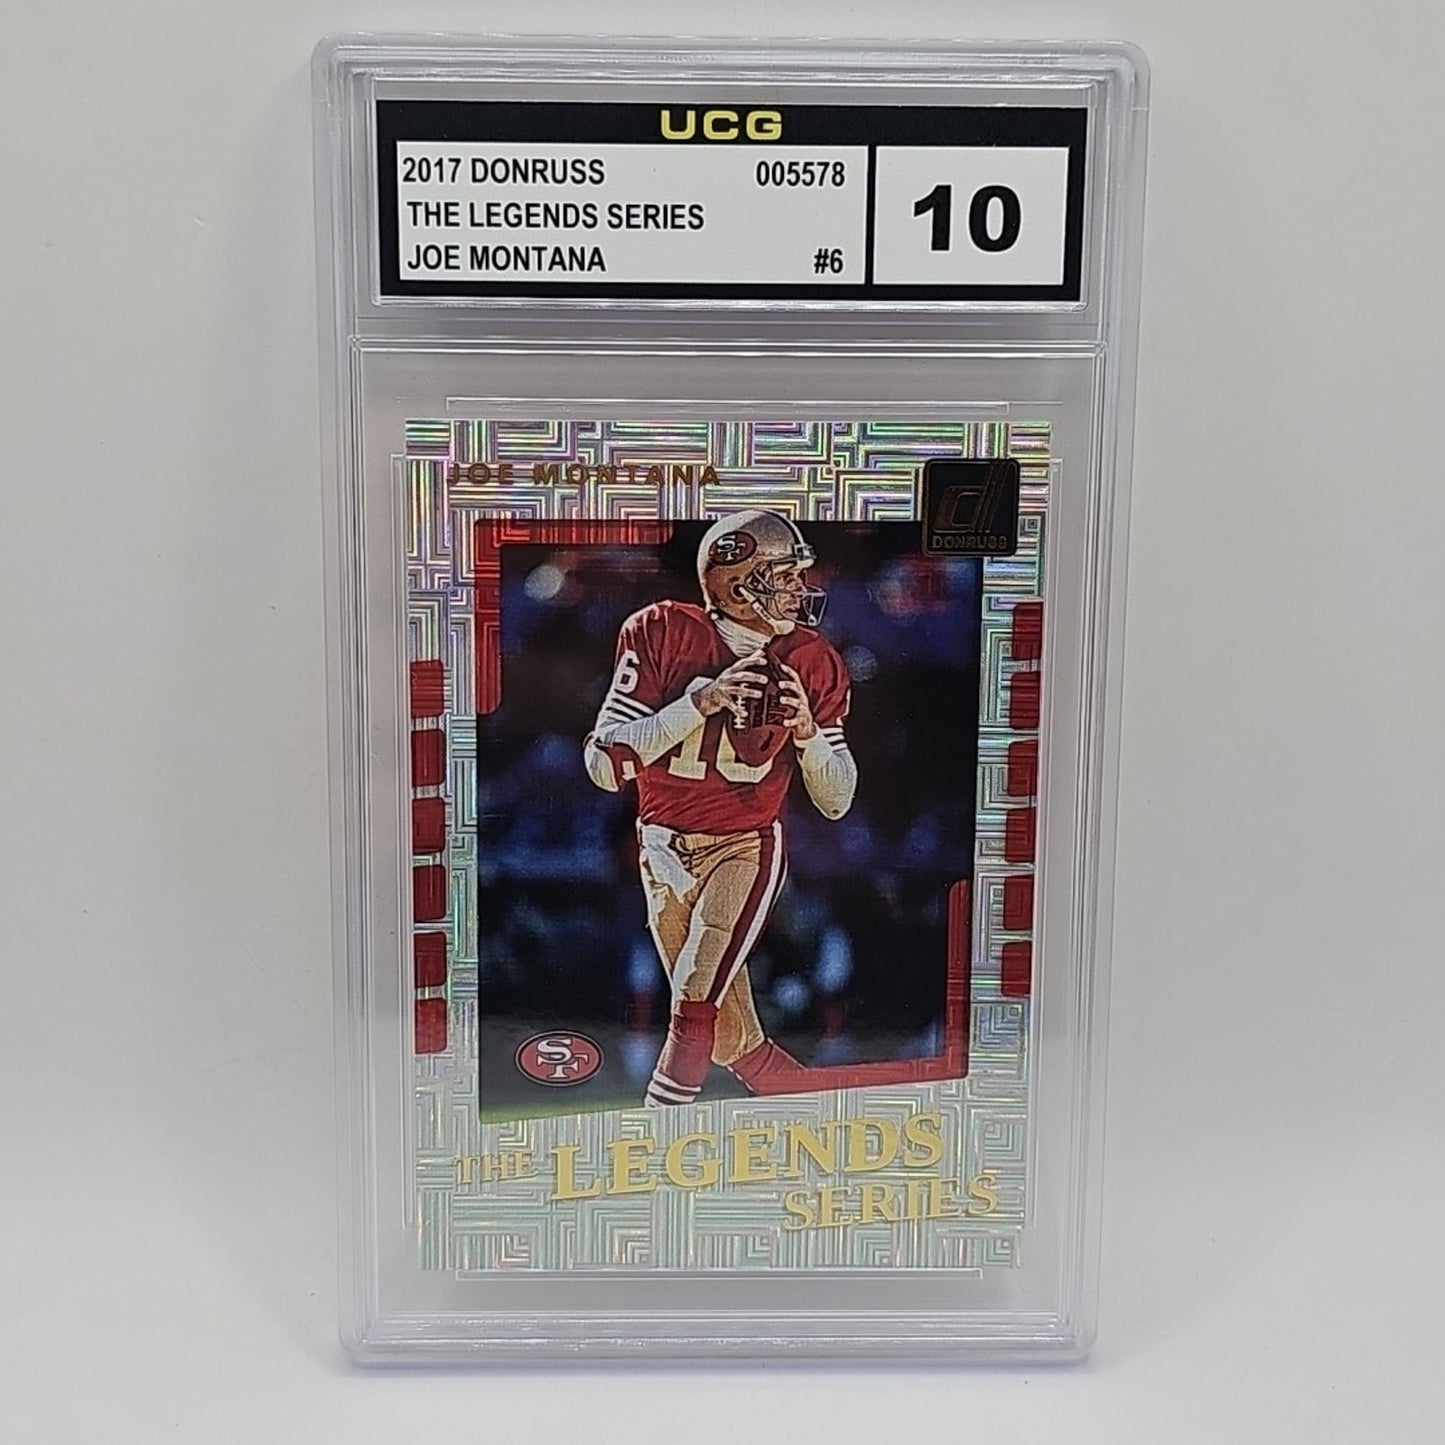 UCG
2017 DONRUSS 005578
THE LEGENDS SERIES
JOE MONTANA #6
10
JOE MONTANA
d
DONRUSS
SF
16
16
SF
THE LEGENDS
SERIES